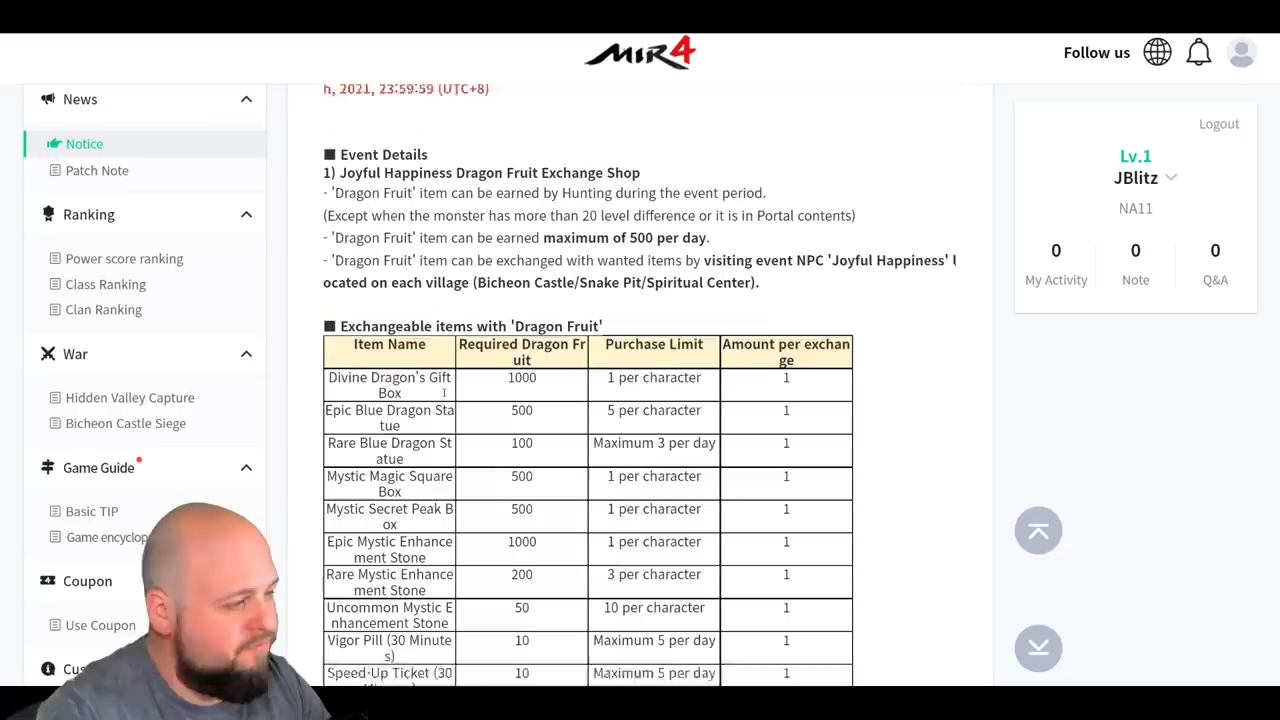 MIR4
Follow us
News
Notice
Patch Note
Ranking
Power score ranking
Class Ranking
Clan Ranking
War
Hidden Valley Capture
Bicheon Castle Siege
Game Guide
Basic TIP
Game encyclop
Coupon
Use Coupon
h, 2021, 23:59:59 (UTC+8)
■ Event Details
1) Joyful Happiness Dragon Fruit Exchange Shop
- 'Dragon Fruit' item can be earned by Hunting during the event period.
(Except when the monster has more than 20 level difference or it is in Portal contents)
- 'Dragon Fruit' item can be earned maximum of 500 per day.
- 'Dragon Fruit' item can be exchanged with wanted items by visiting event NPC 'Joyful Happiness' l
ocated on each village (Bicheon Castle/Snake Pit/Spiritual Center).
■ Exchangeable items with 'Dragon Fruit'
Item Name Required Dragon Fr Purchase Limit Amount per exchan
uit ge
Divine Dragon's Gift 1000 1 per character 1
Box
Epic Blue Dragon Sta 500 5 per character 1
tue
Rare Blue Dragon St 100 Maximum 3 per day 1
atue
Mystic Magic Square 500 1 per character 1
Box
Mystic Secret Peak B 500 1 per character 1
ox
Epic Mystic Enhance 1000 1 per character 1
ment Stone
Rare Mystic Enhance 200 3 per character 1
ment Stone
Uncommon Mystic E 50 10 per character 1
nhancement Stone
Vigor Pill (30 Minute 10 Maximum 5 per day 1
s)
Speed-Up Ticket (30 10 Maximum 5 per day 1
Logout
Lv.1
JBlitz
NA11
0 0 0
My Activity Note Q&A